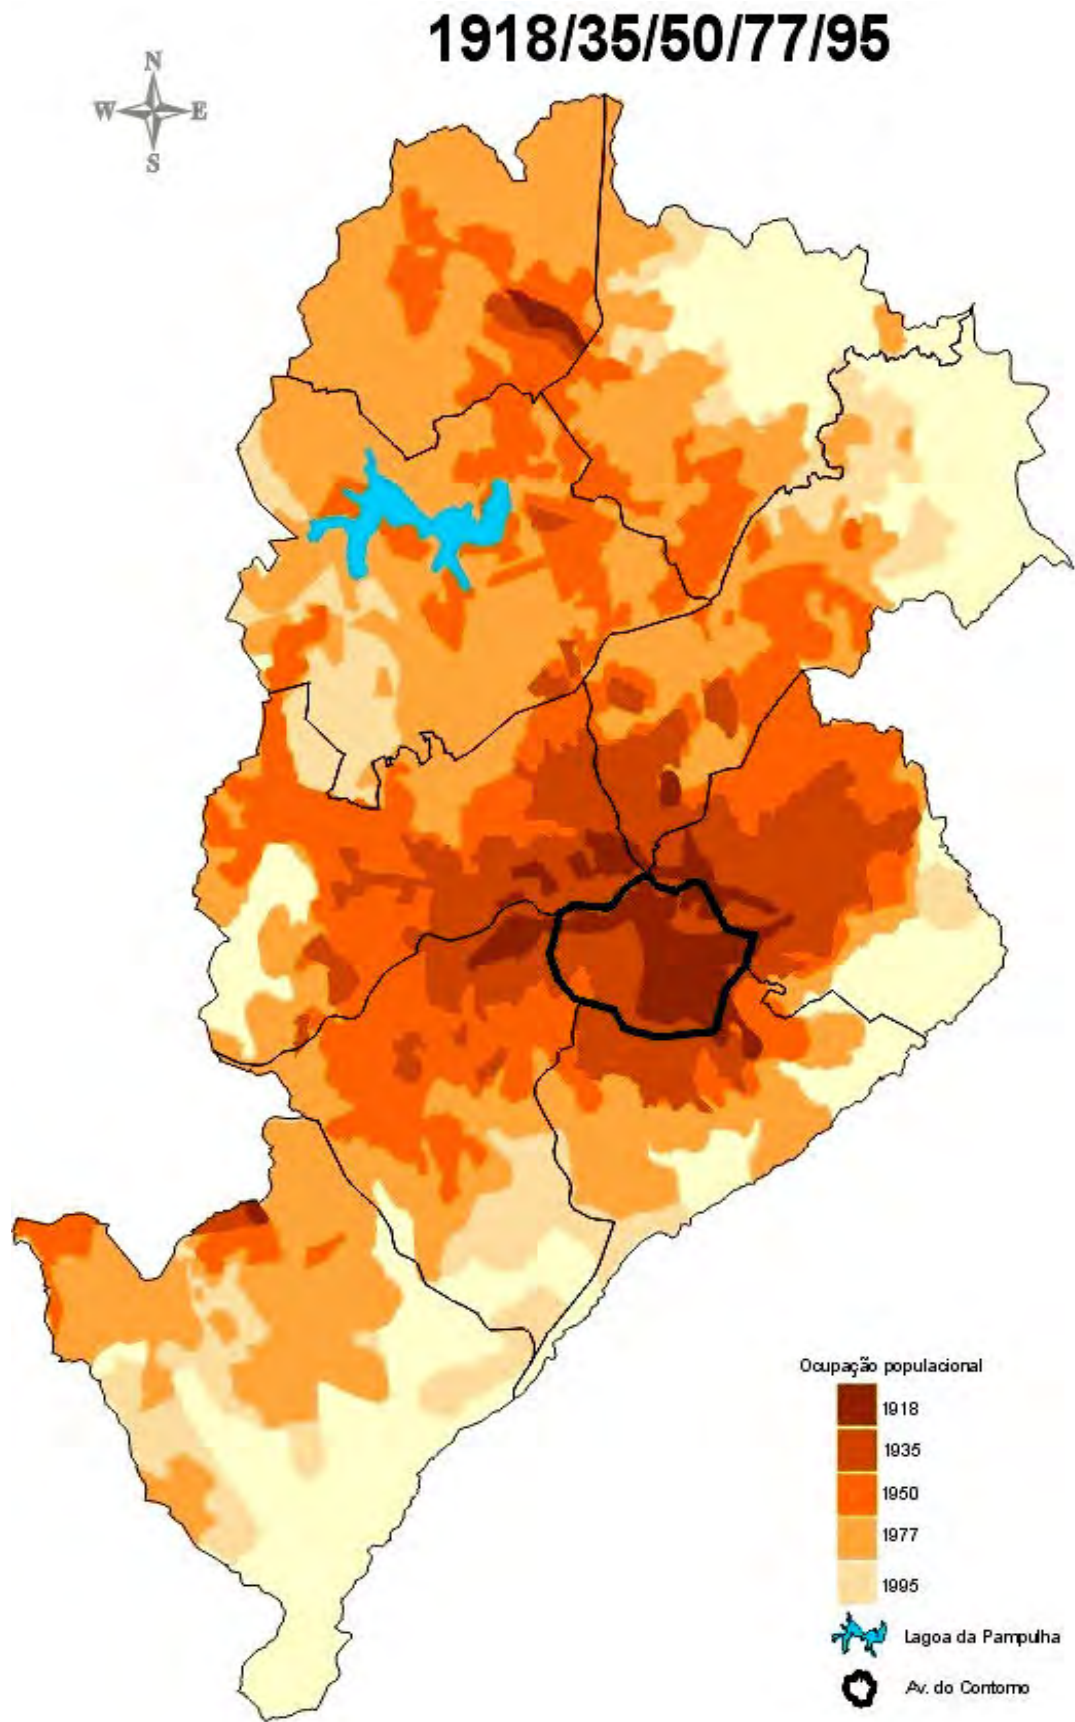 1918/35/50/77/95
N
W E
S
Ocupação populacional
1918
1935
1950
1977
1995
Lagoa da Pampulha
Av. do Contorno